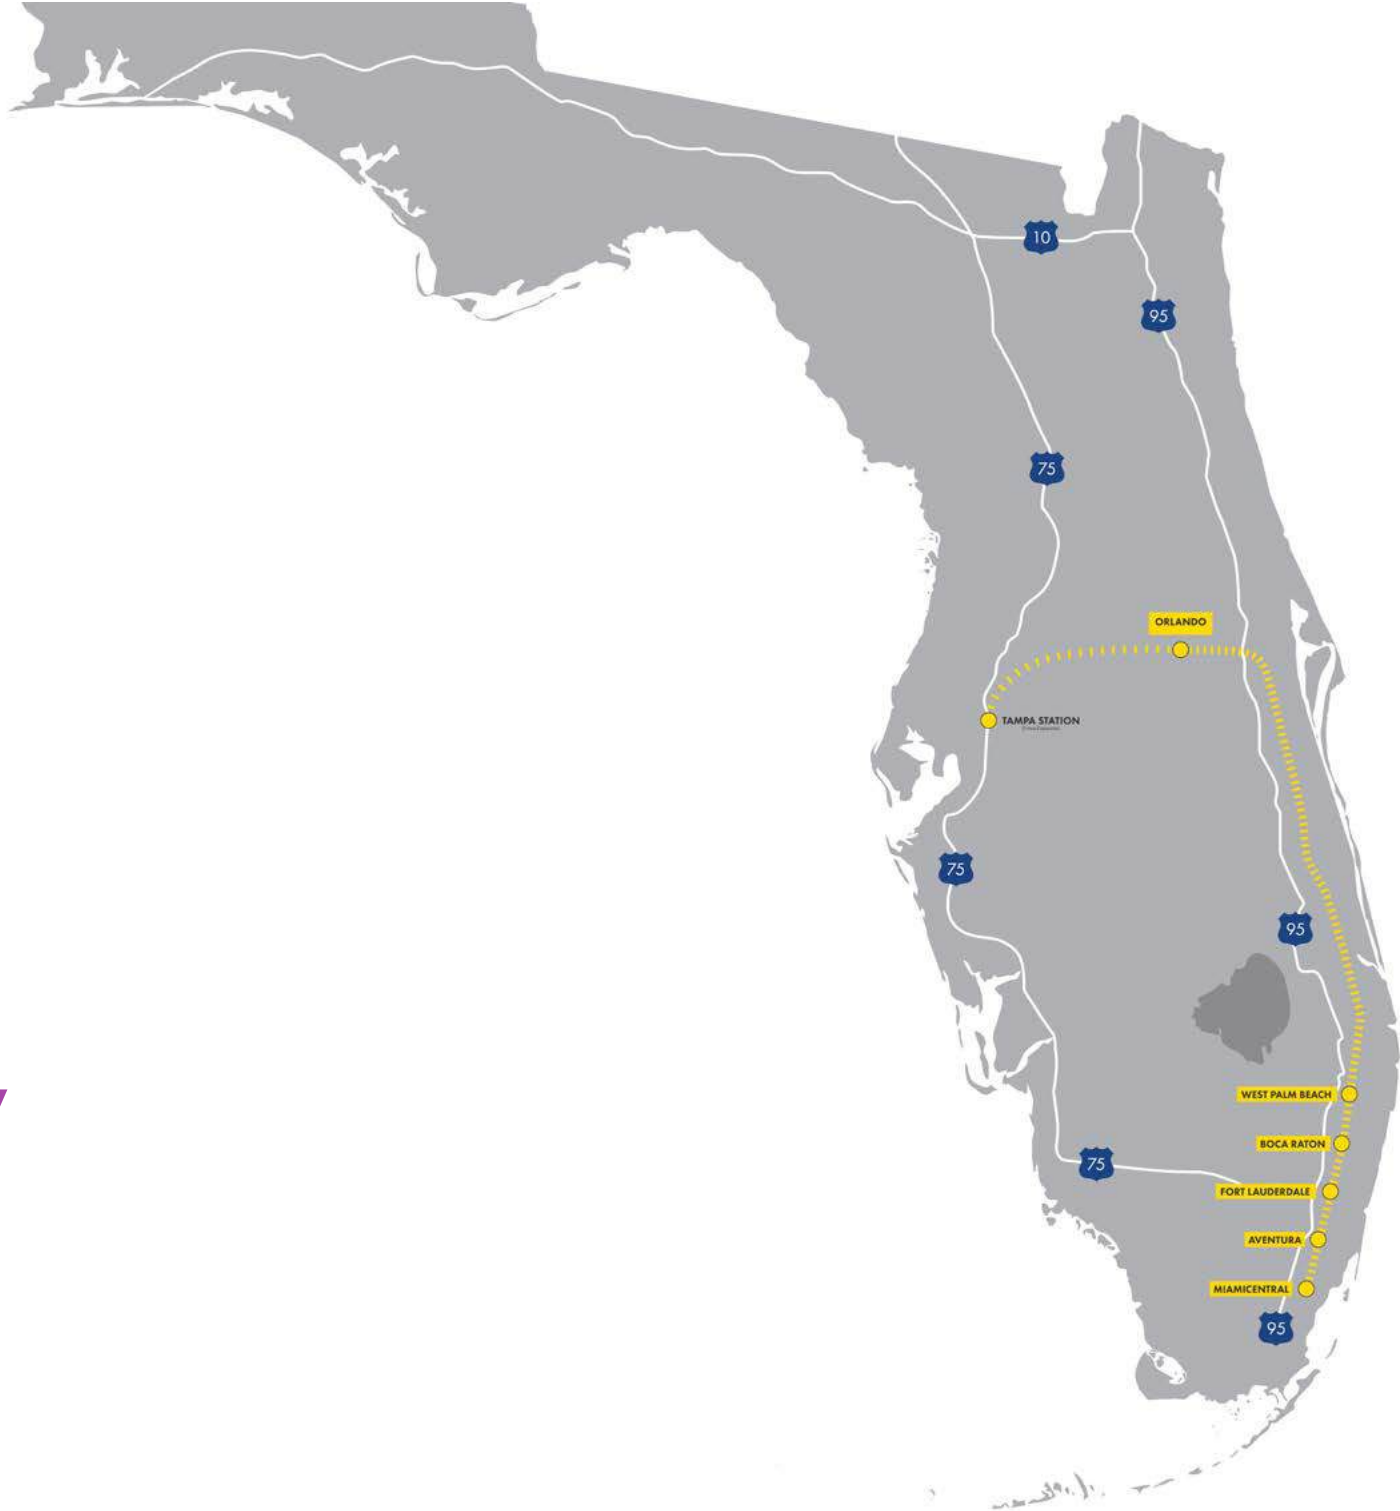 10
95
75
ORLANDO
TAMPA STATION
75
95
WEST PALM BEACH
BOCA RATON
75
FORT LAUDERDALE
AVENTURA
MIAMICENTRAL
95